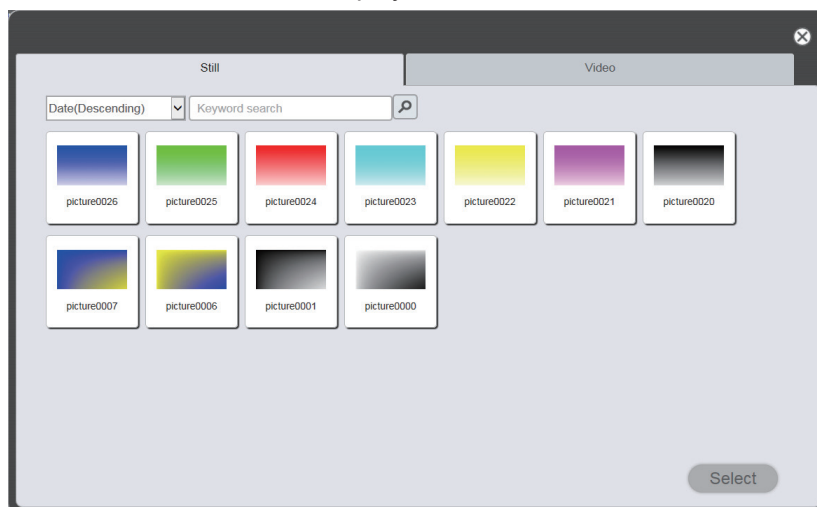 Still
Video
Date(Descending)
Keyword search
picture0026
picture0025
picture0024
picture0023
picture0022
picture0021
picture0020
picture0007
picture0006
picture0001
picture0000
Select